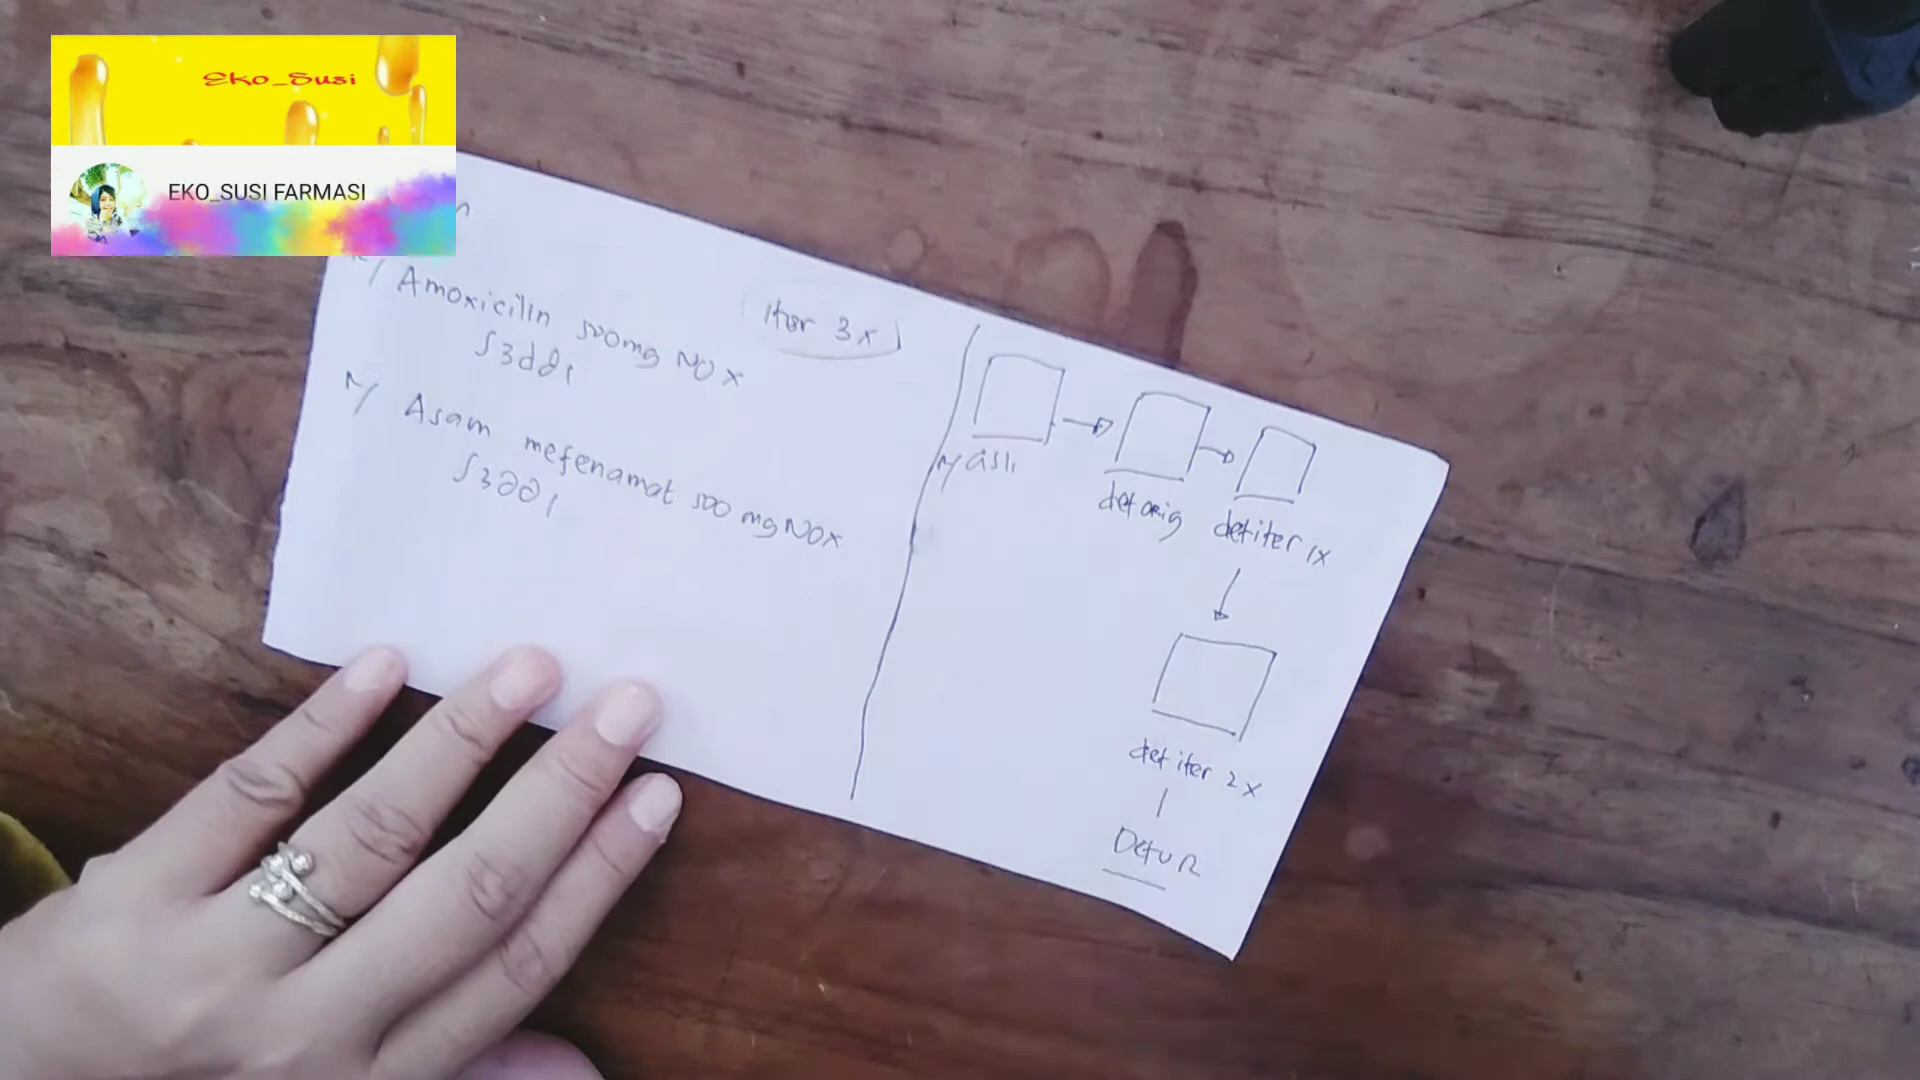 Eko_Susi
EKO_SUSI FARMASI
Iter 3x
R/ Amoxicilin 500mg NO X
S3dd1
R/ Asam mefenamat 500 mg NO X
S3dd1
R/ asli
det orig
det iter 1x
det iter 2x
Detur